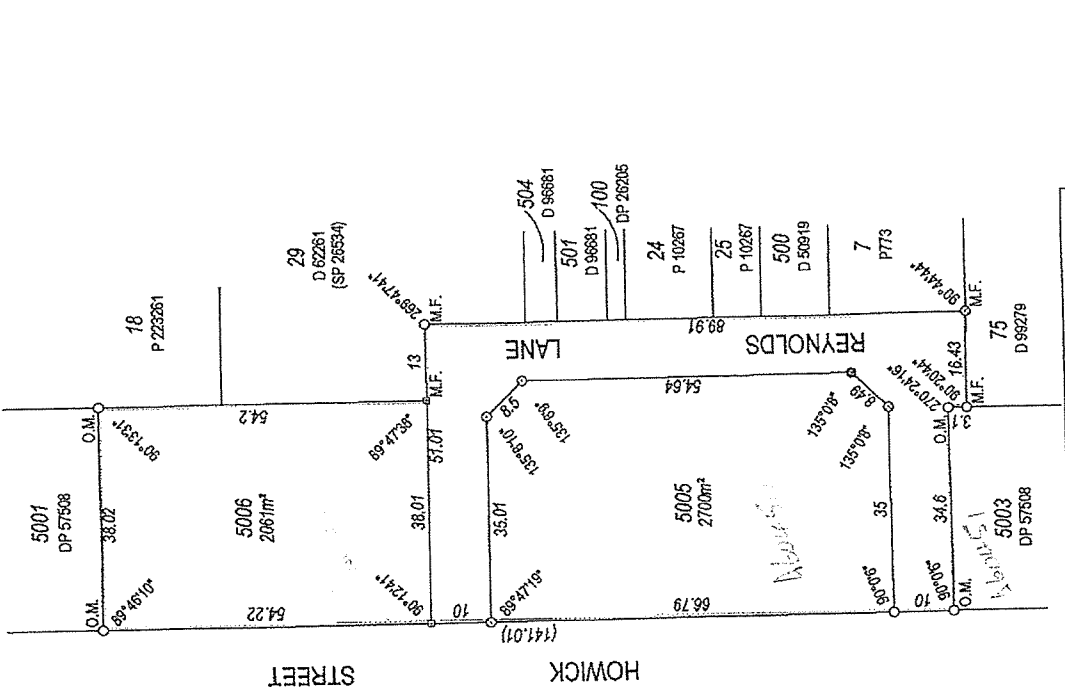 18
P 223261
29
D 62261
(SP 26534)
269°47'41"
M.F.
504
D 96681
501
D 96681
100
DP 26205
24
P 10267
25
P 10267
500
D 50919
7
P773
90°44'44"
M.F.
75
D 99279
5001
DP 57508
O.M.
O.M.
38.02
90°13'31"
89°46'10"
54.2
54.22
5006
2061m²
89°47'38"
90°12'41"
38.01
51.01
M.F.
13
LANE
REYNOLDS
89.91
10
89°47'19"
35.01
135°8'10"
8.5
135°6'9"
54.64
5005
2700m²
135°0'8"
8.49
135°0'8"
35
66.79
(141.01)
90°0'6"
10
90°0'6"
O.M.
34.6
O.M.
270°24'16"
90°20'44"
16.43
3.1
M.F.
5003
DP 57508
STREET
HOWICK